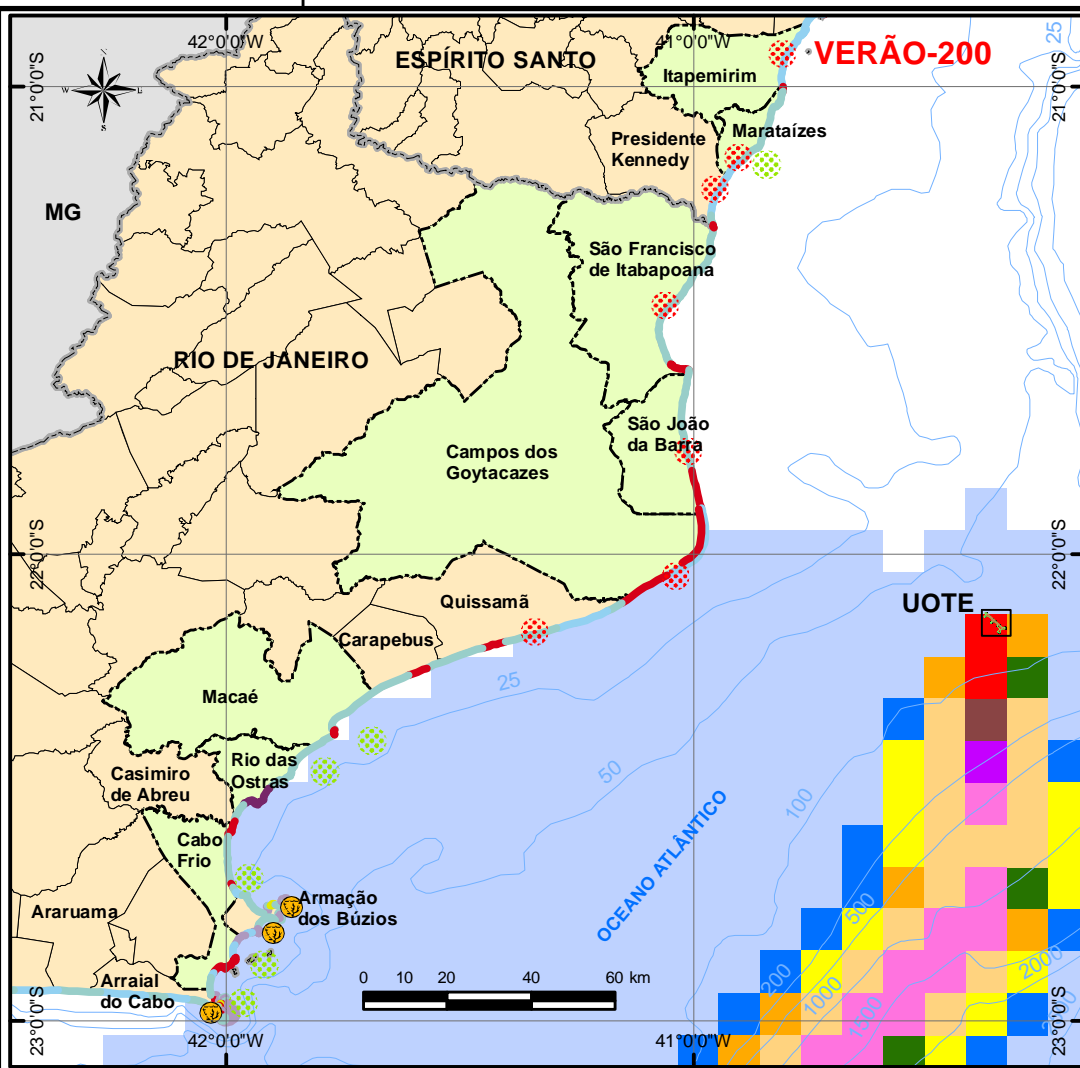 42°0'0"W
41°0'0"W
25
ESPÍRITO SANTO
VERÃO-200
N
W
E
S
21°0'0"S
21°0'0"S
Itapemirim
Marataízes
Presidente
Kennedy
MG
São Francisco
de Itabapoana
RIO DE JANEIRO
São João
da Barra
Campos dos
Goytacazes
22°0'0"S
22°0'0"S
Quissamã
UOTE
Carapebus
25
Macaé
Rio das
Ostras
Casimiro
de Abreu
50
100
Cabo
Frio
OCEANO ATLÂNTICO
Armação
dos Búzios
Araruama
500
Arraial
do Cabo
0 10 20 40 60 km
200
1000
1500
2000
23°0'0"S
23°0'0"S
42°0'0"W
41°0'0"W